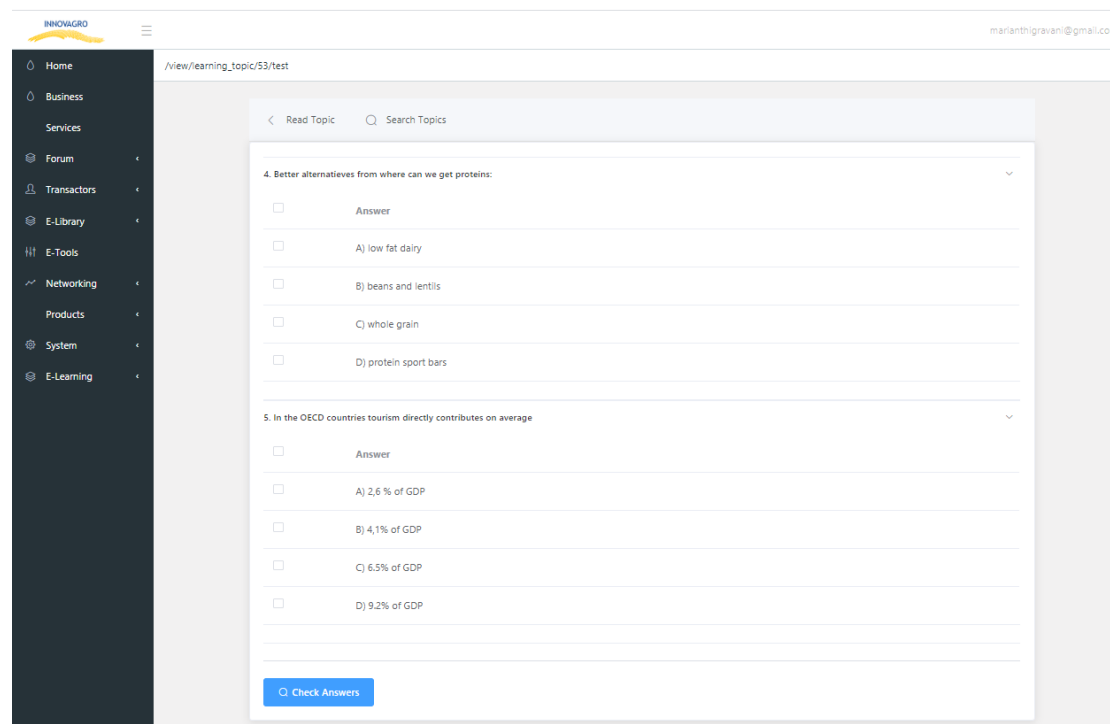 INNOVAGRO
marianthigravani@gmail.co
Home
/view/learning_topic/53/test
Business
Services
Forum
Transactors
E-Library
E-Tools
Networking
Products
System
E-Learning
Read Topic
Search Topics
4. Better alternatieves from where can we get proteins:
Answer
A) low fat dairy
B) beans and lentils
C) whole grain
D) protein sport bars
5. In the OECD countries tourism directly contributes on average
Answer
A) 2,6 % of GDP
B) 4,1% of GDP
C) 6.5% of GDP
D) 9.2% of GDP
Check Answers